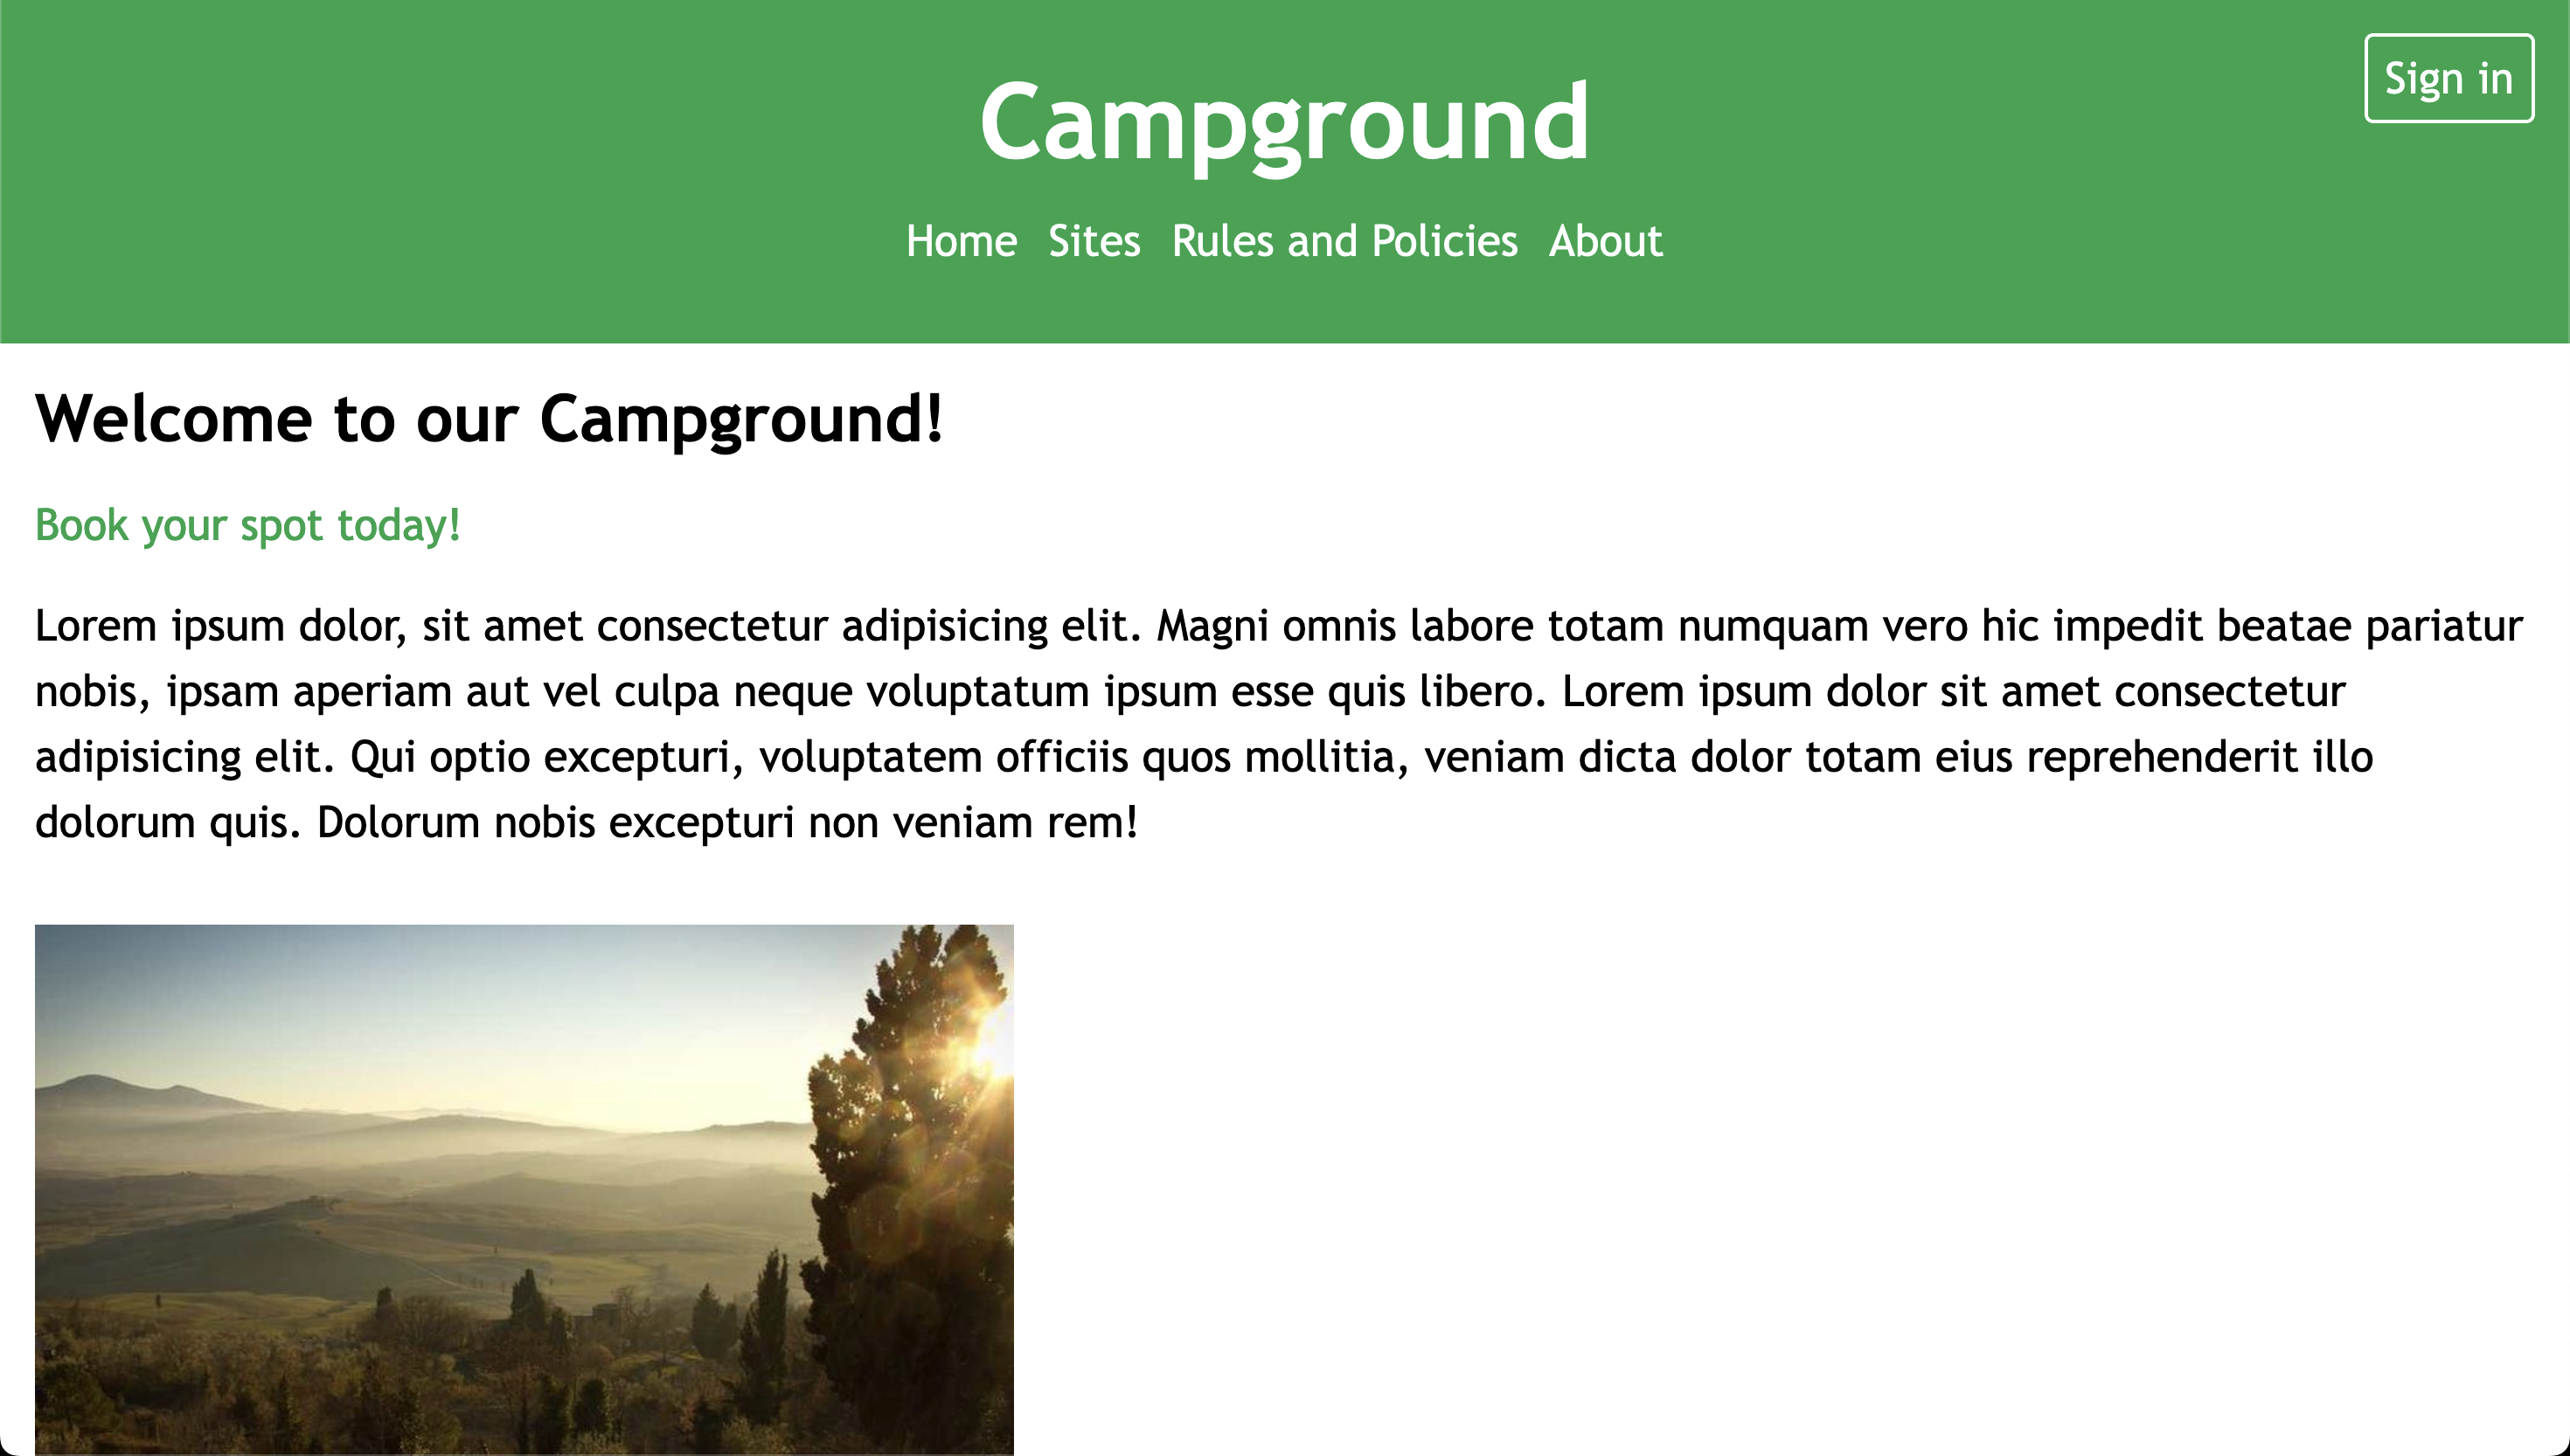 Sign in
Campground
Home Sites Rules and Policies About
Welcome to our Campground!
Book your spot today!
Lorem ipsum dolor, sit amet consectetur adipisicing elit. Magni omnis labore totam numquam vero hic impedit beatae pariatur
nobis, ipsam aperiam aut vel culpa neque voluptatum ipsum esse quis libero. Lorem ipsum dolor sit amet consectetur
adipisicing elit. Qui optio excepturi, voluptatem officiis quos mollitia, veniam dicta dolor totam eius reprehenderit illo
dolorum quis. Dolorum nobis excepturi non veniam rem!